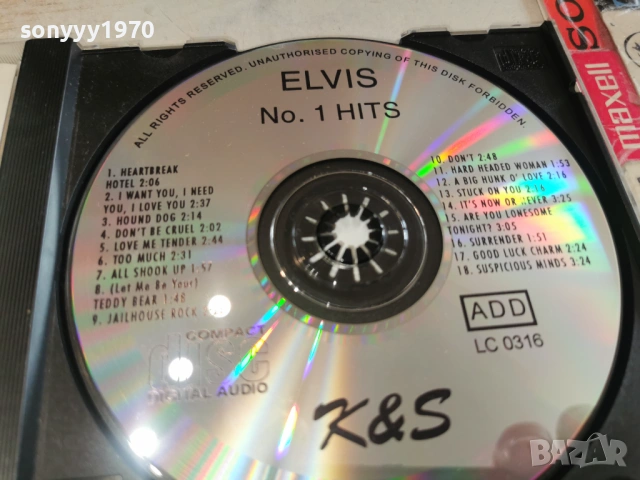 sonyyy1970
ALL RIGHTS RESERVED. UNAUTHORISED COPYING OF THIS DISK FORBIDDEN.
ELVIS
No. 1 HITS
1. HEARTBREAK
HOTEL 2:06
2. I WANT YOU, I NEED
YOU, I LOVE YOU 2:37
3. HOUND DOG 2:14
4. DON'T BE CRUEL 2:02
5. LOVE ME TENDER 2:44
6. TOO MUCH 2:31
7. ALL SHOOK UP 1:57
8. (Let Me Be Your)
TEDDY BEAR 1:48
9. JAILHOUSE ROCK
10. DON'T 2:48
11. HARD HEADED WOMAN 1:53
12. A BIG HUNK O' LOVE 2:16
13. STUCK ON YOU 2:16
14. IT'S NOW OR NEVER 3:25
15. ARE YOU LONESOME
TONIGHT? 3:05
16. SURRENDER 1:51
17. GOOD LUCK CHARM 2:24
18. SUSPICIOUS MINDS 3:24
COMPACT
disc
DIGITAL AUDIO
ADD
LC 0316
K&S
maxell
BAZAR